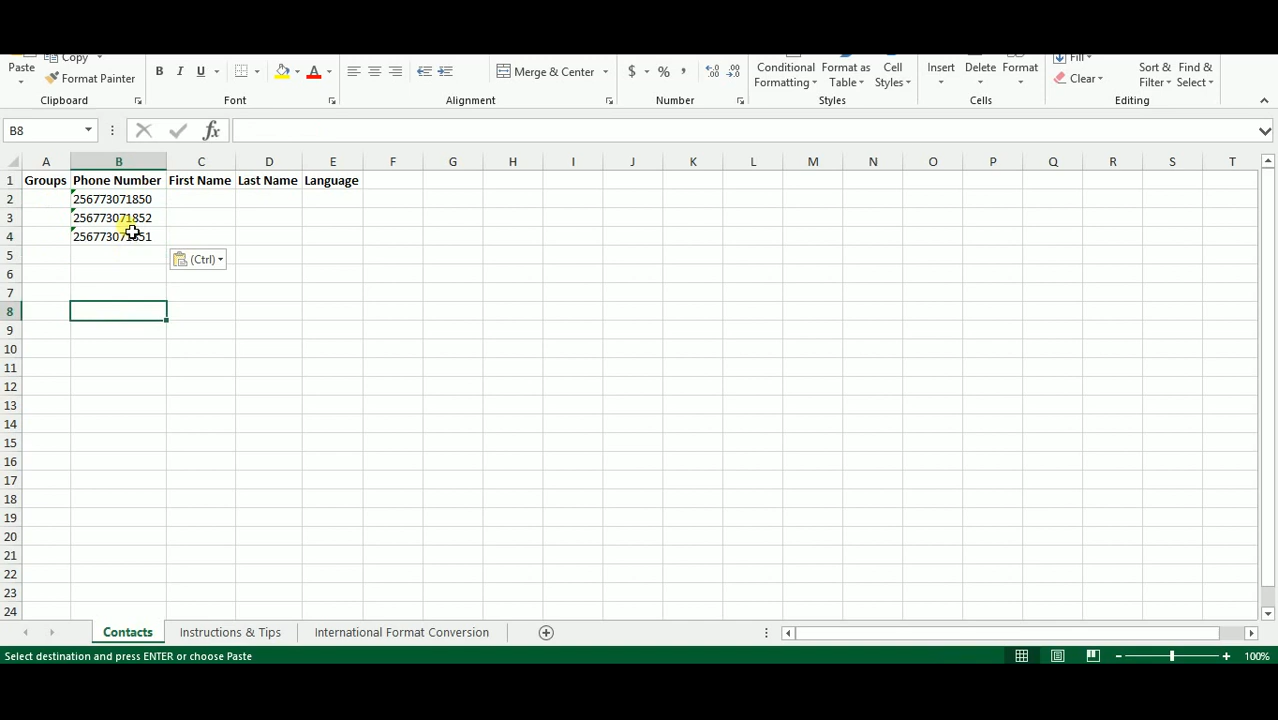 Paste
Copy
Format Painter
Clipboard
B I U
A
Font
Merge & Center
Alignment
$ % ,
Number
Conditional
Formatting
Format as
Table
Cell
Styles
Styles
Insert
Delete
Format
Cells
Fill
Clear
Sort &
Filter
Find &
Select
Editing
B8
fx
A B C D E F G H I J K L M N O P Q R S T
1 Groups Phone Number First Name Last Name Language
2 256773071850
3 256773071852
4 256773071851
5
(Ctrl)
6
7
8
9
10
11
12
13
14
15
16
17
18
19
20
21
22
23
24
Contacts Instructions & Tips International Format Conversion
Select destination and press ENTER or choose Paste
100%